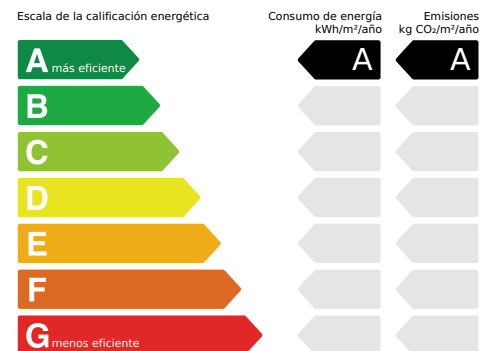 Escala de la calificación energética
Consumo de energía
kWh/m²/año
Emisiones
kg CO₂/m²/año
A más eficiente
A
A
B
C
D
E
F
G menos eficiente